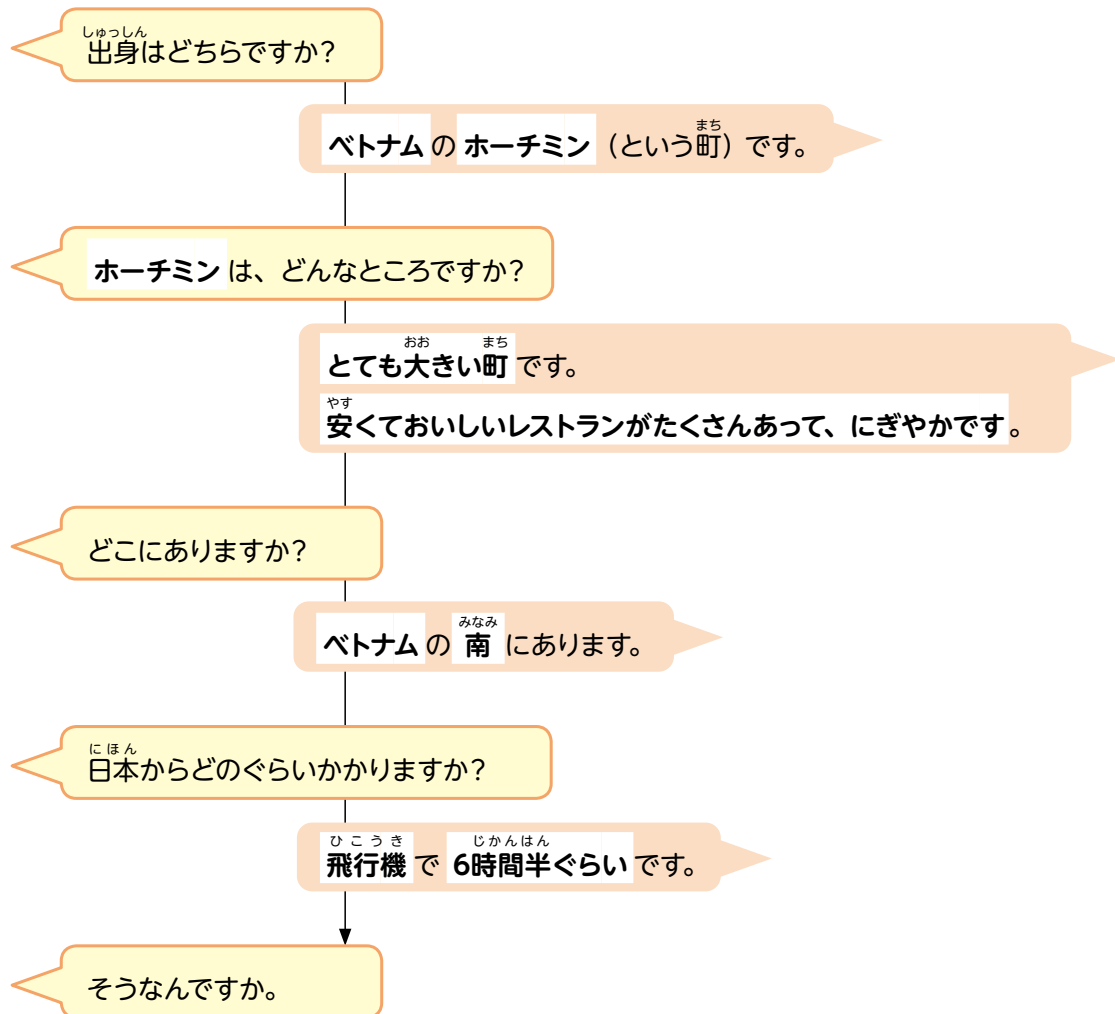 出身はどちらですか?
ベトナム の ホーチミン (という町) です。
ホーチミン は、どんなところですか?
とても大きい町 です。
安くておいしいレストランがたくさんあって、にぎやかです 。
どこにありますか?
ベトナム の 南 にあります。
日本からどのぐらいかかりますか?
飛行機 で 6時間半ぐらい です。
そうなんですか。